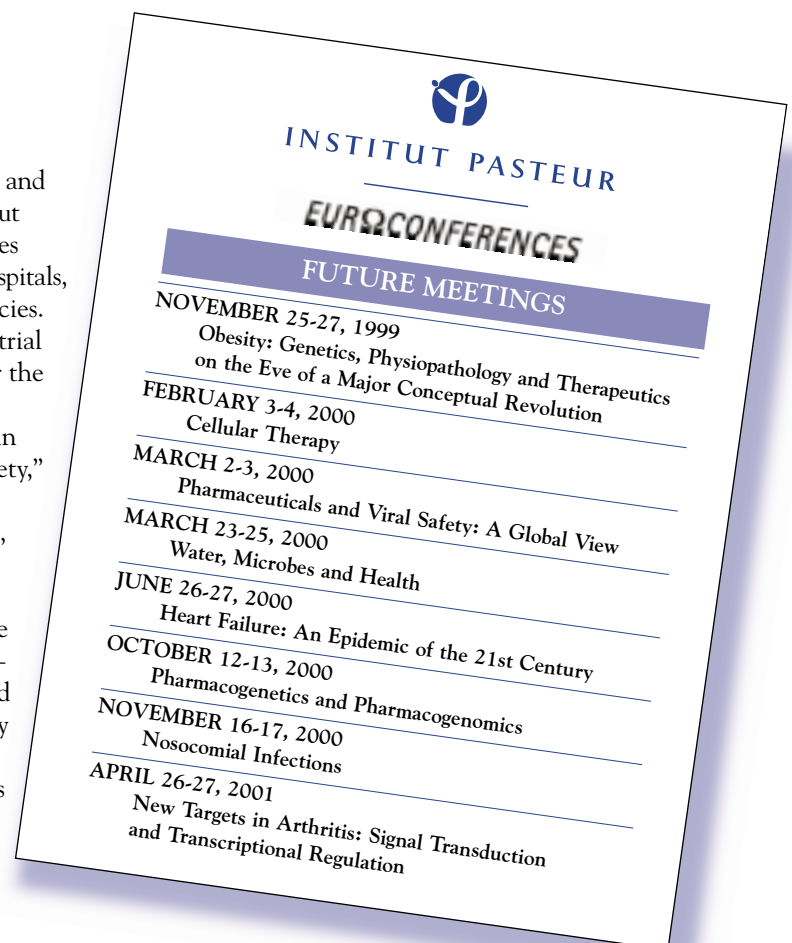 and
ut
es
spitals,
cies.
trial
the
in
ety,”
,
e
–
d
y
s
INSTITUT PASTEUR
EURΩCONFERENCES
FUTURE MEETINGS
NOVEMBER 25-27, 1999
Obesity: Genetics, Physiopathology and Therapeutics
on the Eve of a Major Conceptual Revolution
FEBRUARY 3-4, 2000
Cellular Therapy
MARCH 2-3, 2000
Pharmaceuticals and Viral Safety: A Global View
MARCH 23-25, 2000
Water, Microbes and Health
JUNE 26-27, 2000
Heart Failure: An Epidemic of the 21st Century
OCTOBER 12-13, 2000
Pharmacogenetics and Pharmacogenomics
NOVEMBER 16-17, 2000
Nosocomial Infections
APRIL 26-27, 2001
New Targets in Arthritis: Signal Transduction
and Transcriptional Regulation